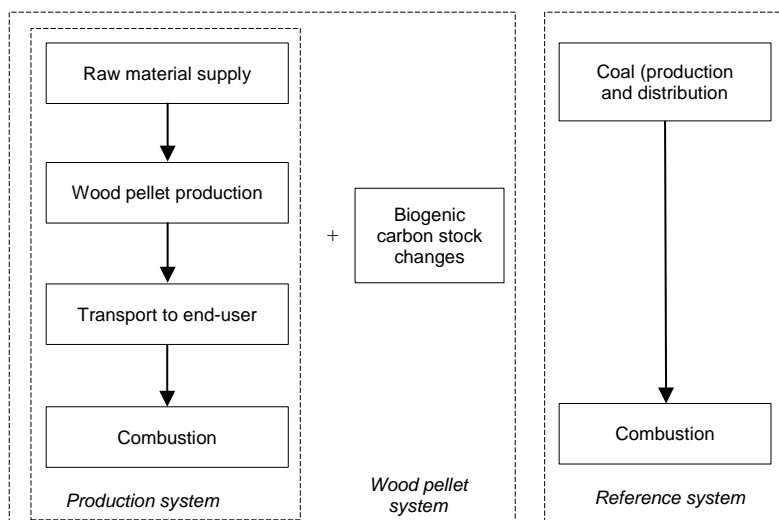 Raw material supply
Wood pellet production
Transport to end-user
Combustion
Production system
+
Biogenic
carbon stock
changes
Wood pellet
system
Coal (production
and distribution
Combustion
Reference system